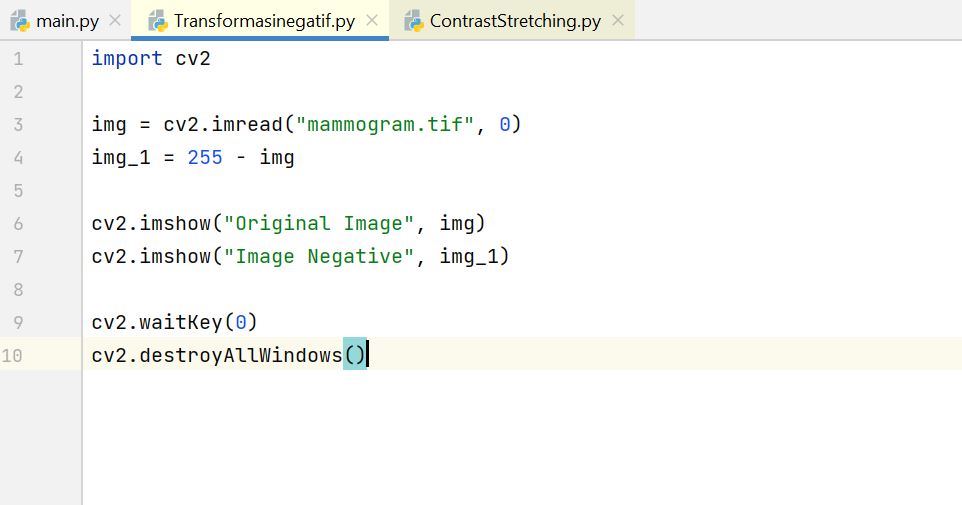 main.py Transformasinegatif.py ContrastStretching.py
1 import cv2
2
3 img = cv2.imread("mammogram.tif", 0)
4 img_1 = 255 - img
5
6 cv2.imshow("Original Image", img)
7 cv2.imshow("Image Negative", img_1)
8
9 cv2.waitKey(0)
10 cv2.destroyAllWindows()